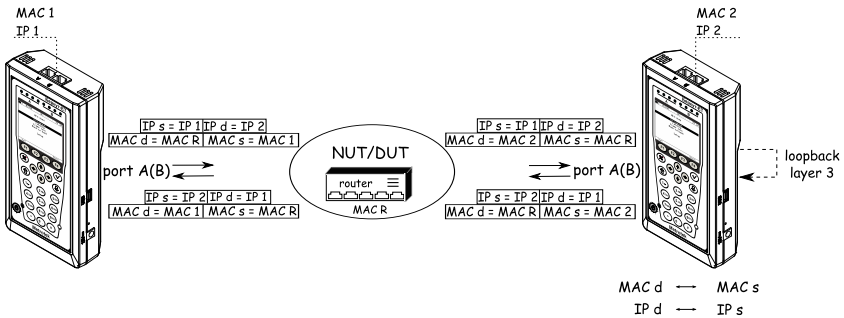 MAC 1
IP 1
MAC 2
IP 2
IP s = IP 1 IP d = IP 2
MAC d = MAC R MAC s = MAC 1
IP s = IP 1 IP d = IP 2
MAC d = MAC 2 MAC s = MAC R
NUT/DUT
router
MAC R
port A(B)
port A(B)
loopback
layer 3
IP s = IP 2 IP d = IP 1
MAC d = MAC 1 MAC s = MAC R
IP s = IP 2 IP d = IP 1
MAC d = MAC R MAC s = MAC 2
MAC d ↔ MAC s
IP d ↔ IP s